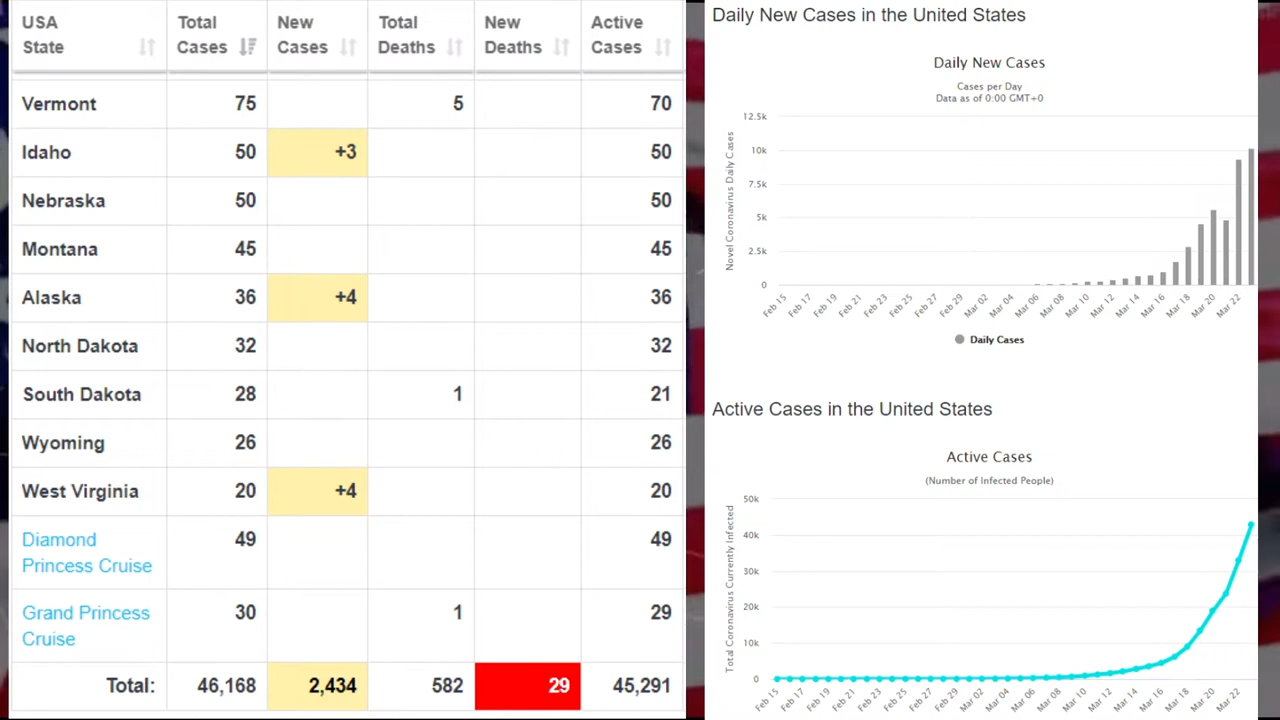 USA State
Total Cases
New Cases
Total Deaths
New Deaths
Active Cases
Vermont 75 5 70
Idaho 50 +3 50
Nebraska 50 50
Montana 45 45
Alaska 36 +4 36
North Dakota 32 32
South Dakota 28 1 21
Wyoming 26 26
West Virginia 20 +4 20
Diamond Princess Cruise 49 49
Grand Princess Cruise 30 1 29
Total: 46,168 2,434 582 29 45,291
Daily New Cases in the United States
Daily New Cases
Cases per Day
Data as of 0:00 GMT+0
Novel Coronavirus Daily Cases
12.5k
10k
7.5k
5k
2.5k
0
Feb 15 Feb 17 Feb 19 Feb 21 Feb 23 Feb 25 Feb 27 Feb 29 Mar 02 Mar 04 Mar 06 Mar 08 Mar 10 Mar 12 Mar 14 Mar 16 Mar 18 Mar 20 Mar 22
Daily Cases
Active Cases in the United States
Active Cases
(Number of Infected People)
Total Coronavirus Currently Infected
50k
40k
30k
20k
10k
0
Feb 15 Feb 17 Feb 19 Feb 21 Feb 23 Feb 25 Feb 27 Feb 29 Mar 02 Mar 04 Mar 06 Mar 08 Mar 10 Mar 12 Mar 14 Mar 16 Mar 18 Mar 20 Mar 22